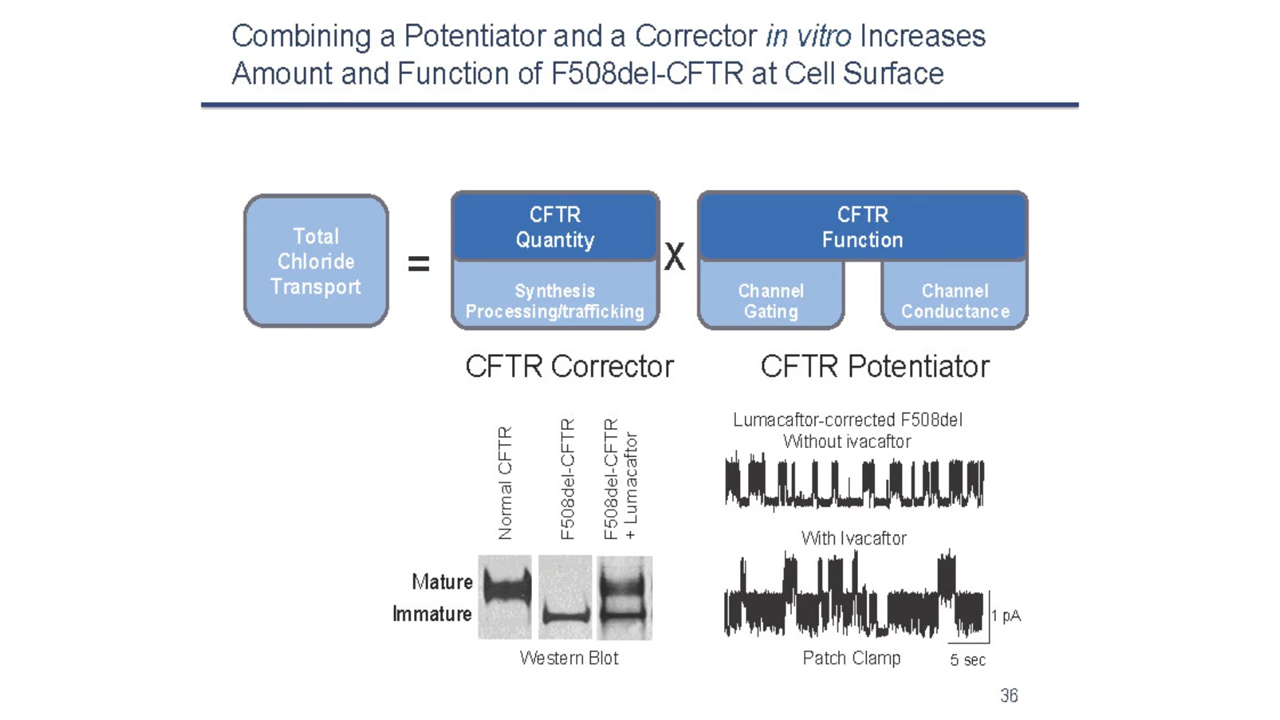 Combining a Potentiator and a Corrector in vitro Increases
Amount and Function of F508del-CFTR at Cell Surface
Total
Chloride
Transport
=
CFTR
Quantity
Synthesis
Processing/trafficking
X
CFTR
Function
Channel
Gating
Channel
Conductance
CFTR Corrector
CFTR Potentiator
Normal CFTR
F508del-CFTR
F508del-CFTR
+ Lumacaftor
Mature
Immature
Western Blot
Lumacaftor-corrected F508del
Without ivacaftor
With Ivacaftor
1 pA
5 sec
Patch Clamp
36